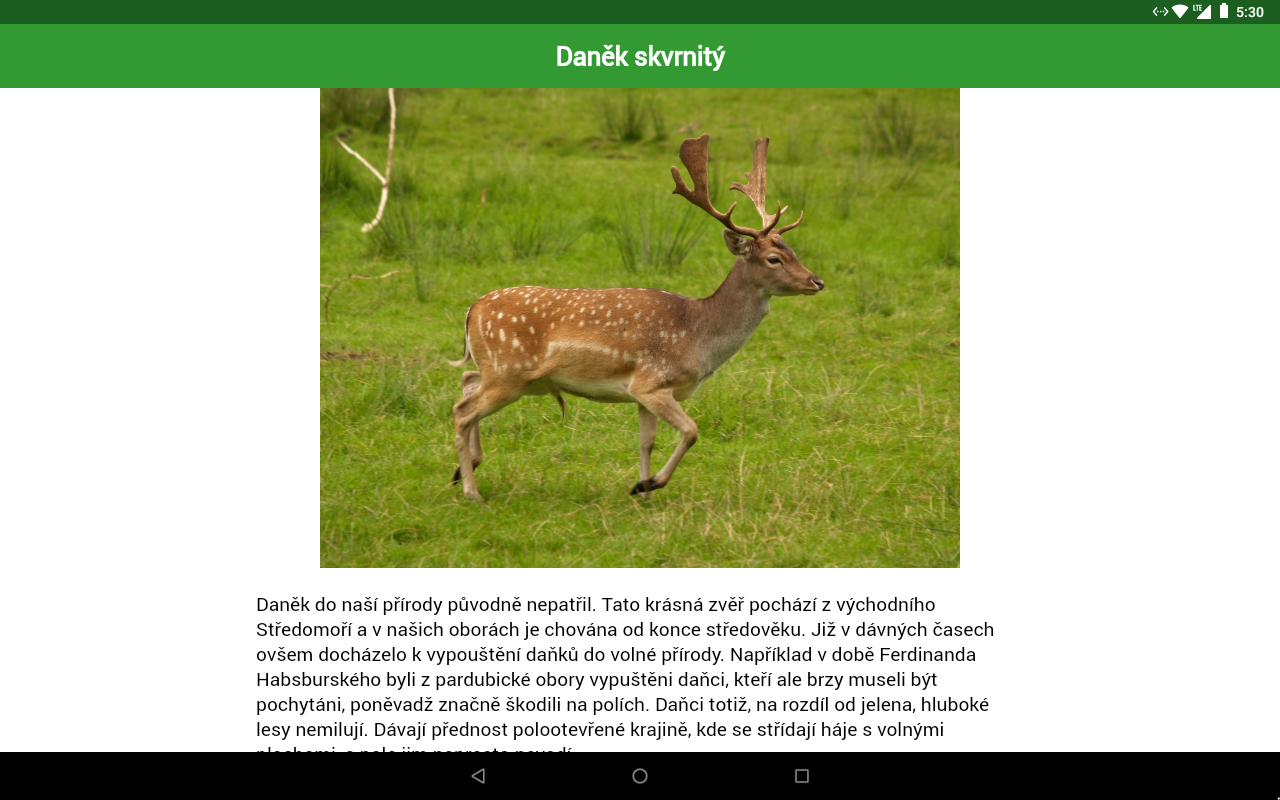 LTE 5:30
Daněk skvrnitý
Daněk do naší přírody původně nepatřil. Tato krásná zvěř pochází z východního
Středomoří a v našich oborách je chována od konce středověku. Již v dávných časech
ovšem docházelo k vypouštění daňků do volné přírody. Například v době Ferdinanda
Habsburského byli z pardubické obory vypuštěni daňci, kteří ale brzy museli být
pochytáni, poněvadž značně škodili na polích. Daňci totiž, na rozdíl od jelena, hluboké
lesy nemilují. Dávají přednost polootevřené krajině, kde se střídají háje s volnými